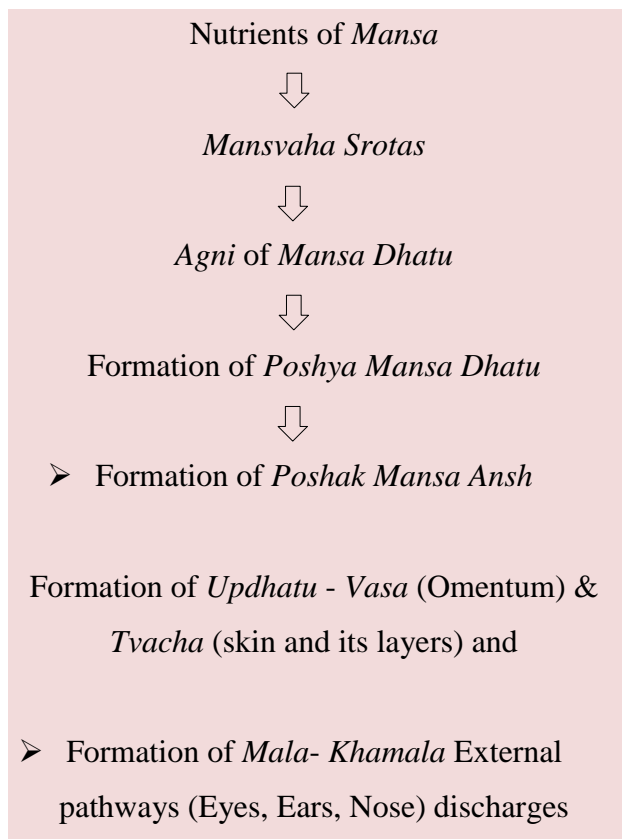 Nutrients of Mansa
Mansvaha Srotas
Agni of Mansa Dhatu
Formation of Poshya Mansa Dhatu
➢ Formation of Poshak Mansa Ansh
Formation of Updhatu - Vasa (Omentum) &
Tvacha (skin and its layers) and
➢ Formation of Mala- Khamala External
pathways (Eyes, Ears, Nose) discharges